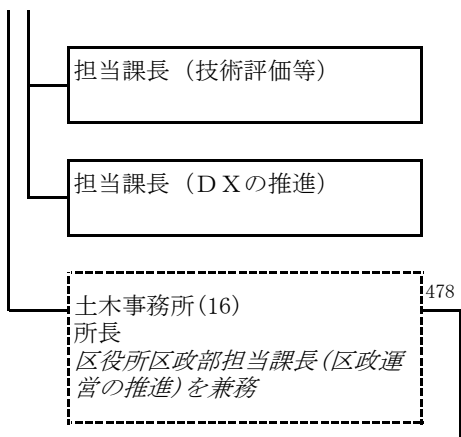 担当課長（技術評価等）
担当課長（ＤＸの推進）
478
土木事務所(16)
所長
区役所区政部担当課長(区政運
営の推進)を兼務